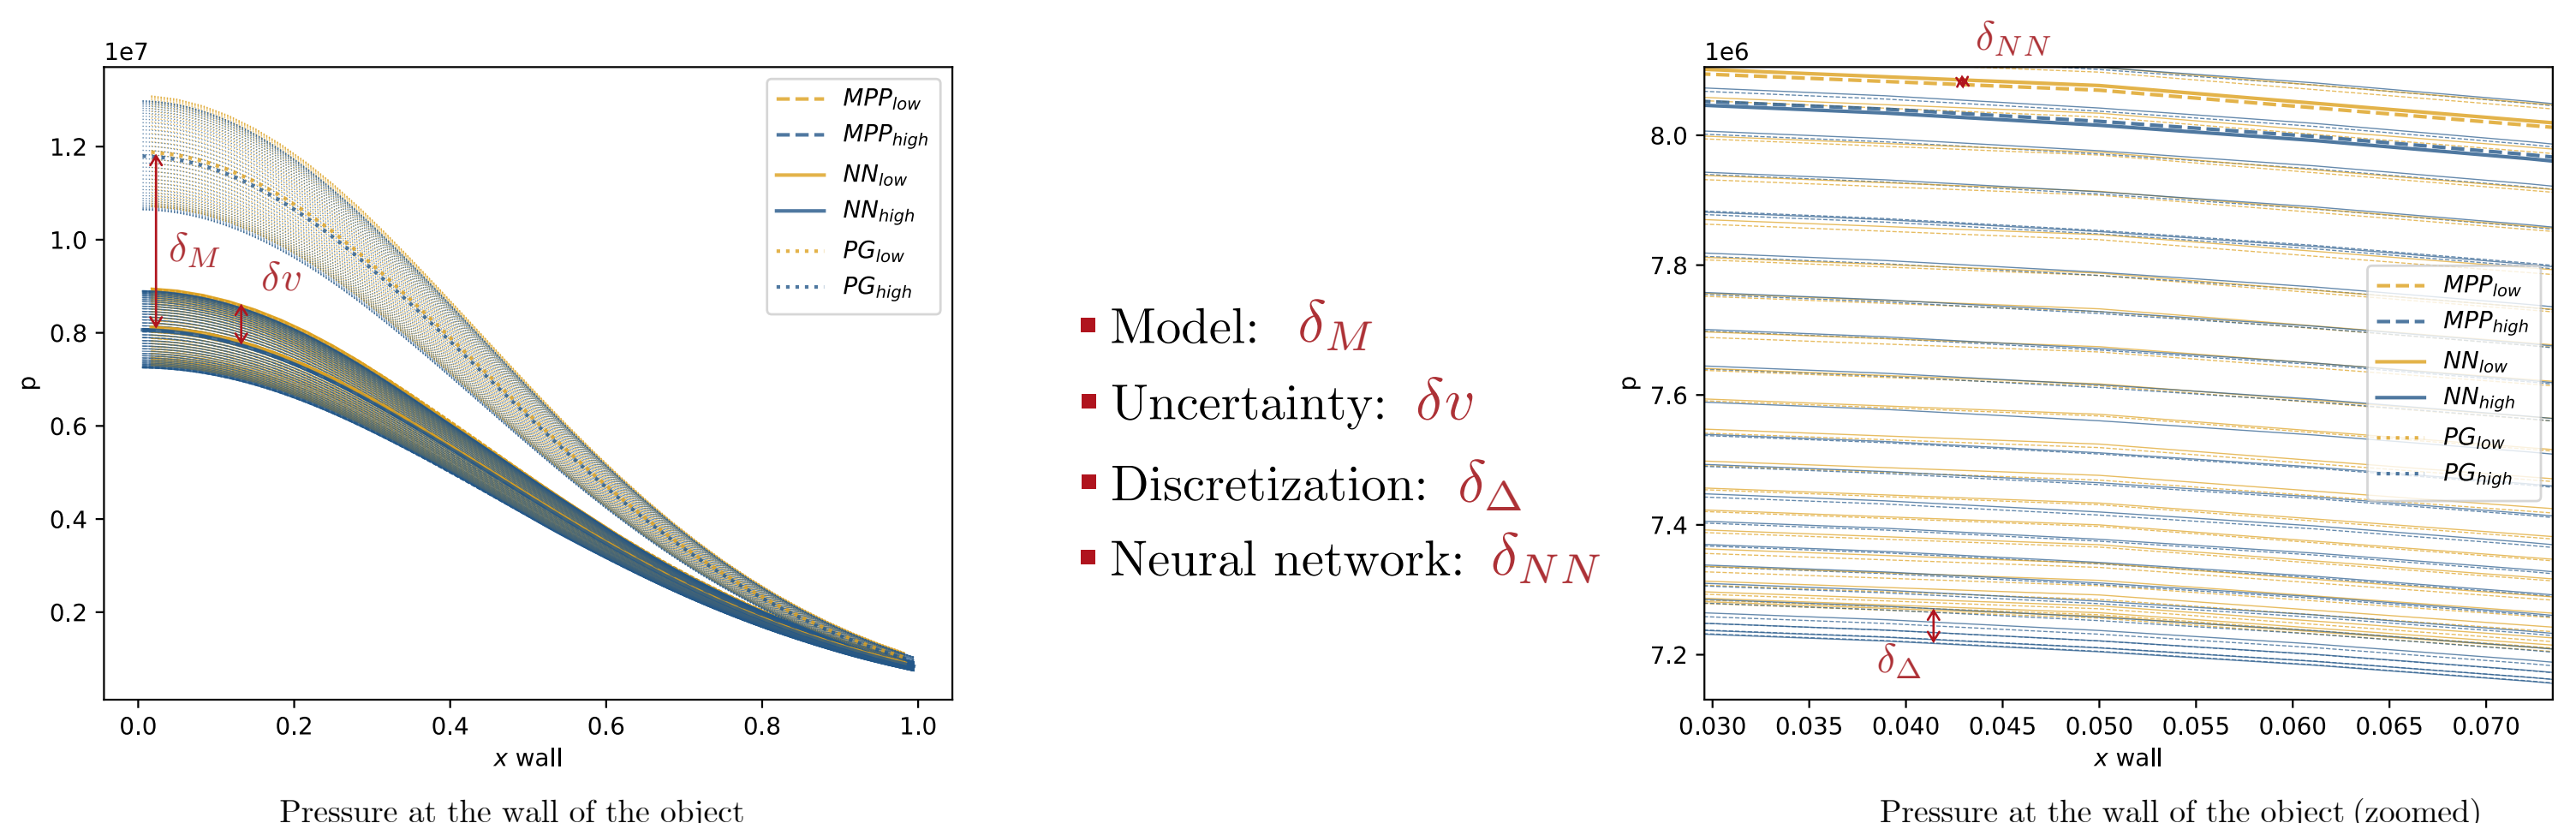 1e7
p
1.2
1.0
0.8
0.6
0.4
0.2
0.0 0.2 0.4 0.6 0.8 1.0
x wall
MPP_low
MPP_high
NN_low
NN_high
PG_low
PG_high
δ_M
δv
Pressure at the wall of the object
Model: δ_M
Uncertainty: δv
Discretization: δ_Δ
Neural network: δ_NN
δ_NN
1e6
p
8.0
7.8
7.6
7.4
7.2
0.030 0.035 0.040 0.045 0.050 0.055 0.060 0.065 0.070
x wall
MPP_low
MPP_high
NN_low
NN_high
PG_low
PG_high
δ_Δ
Pressure at the wall of the object (zoomed)